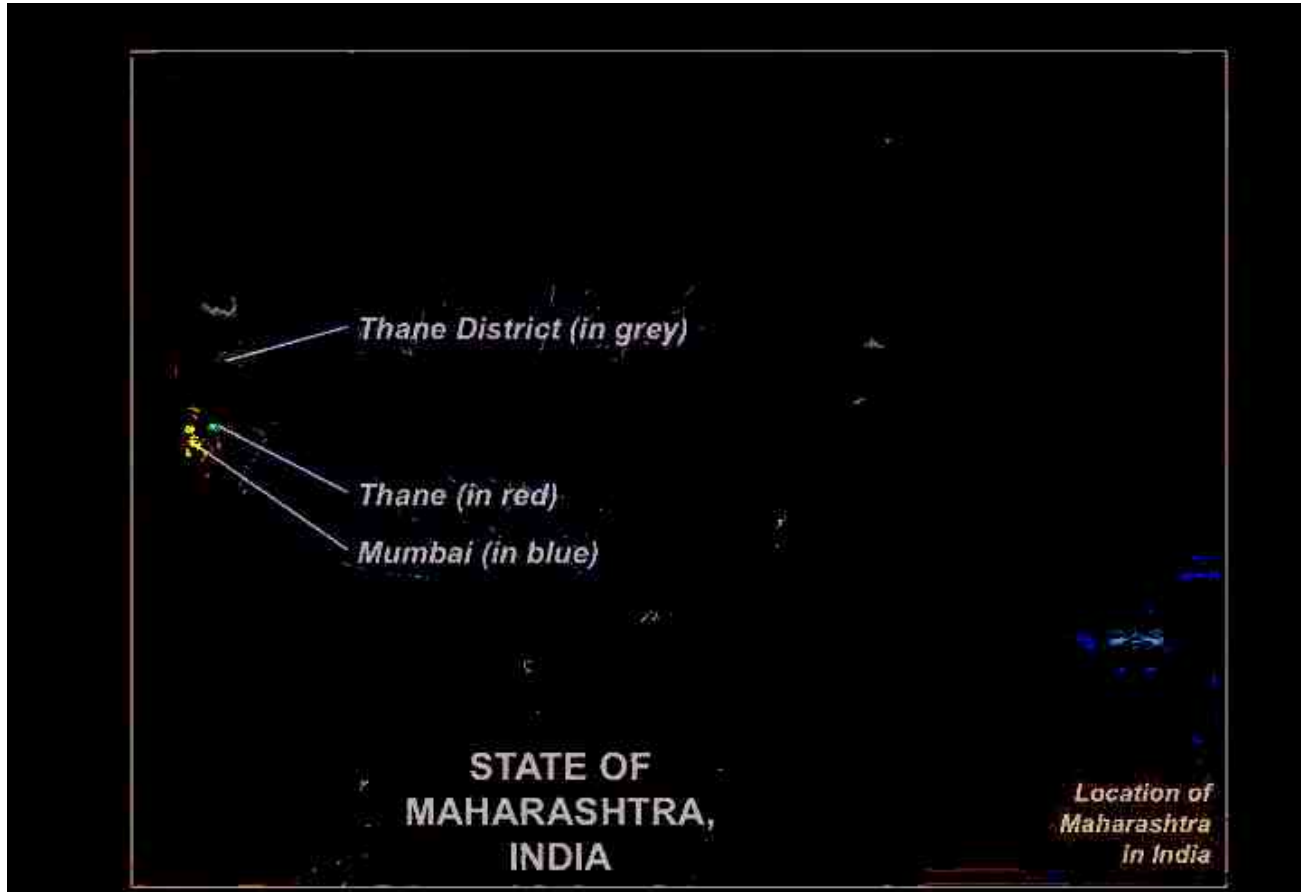 Thane District (in grey)
Thane (in red)
Mumbai (in blue)
STATE OF
MAHARASHTRA,
INDIA
Location of
Maharashtra
in India